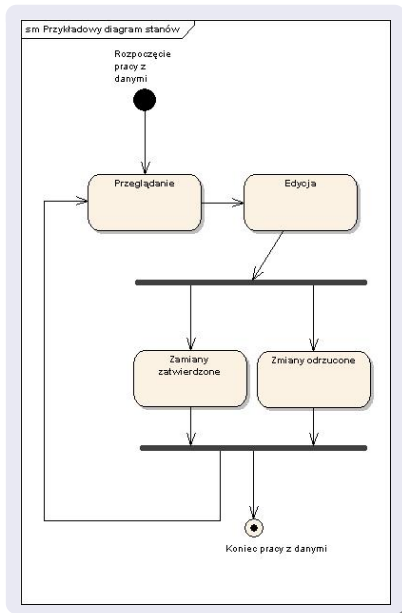 sm Przykładowy diagram stanów
Rozpoczęcie
pracy z
danymi
Przeglądanie
Edycja
Zamiany
zatwierdzone
Zmiany odrzucone
Koniec pracy z danymi